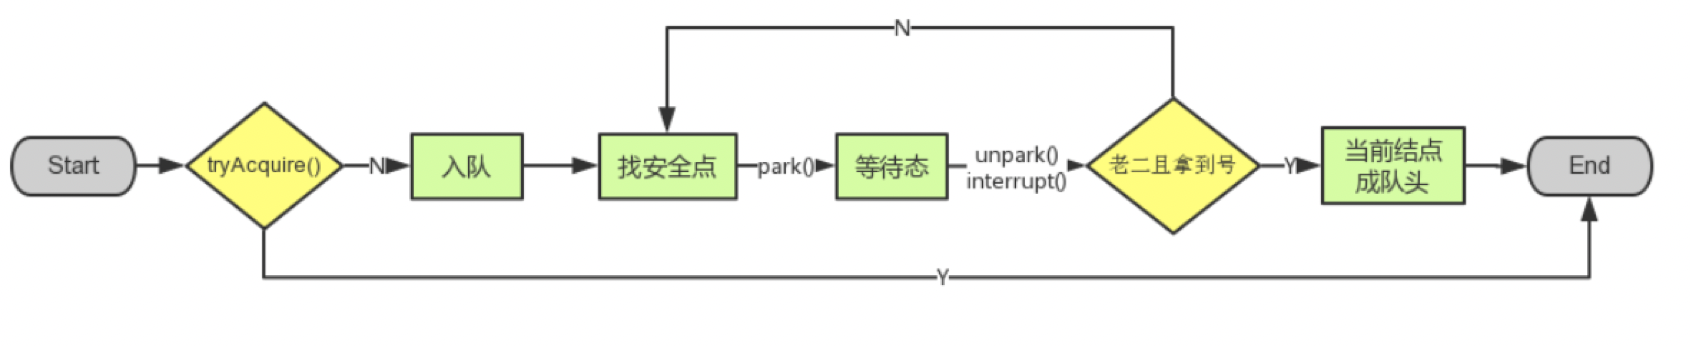 N
Start
tryAcquire()
N
入队
找安全点
park()
等待态
unpark()
interrupt()
老二且拿到号
Y
当前结点
成队头
End
Y